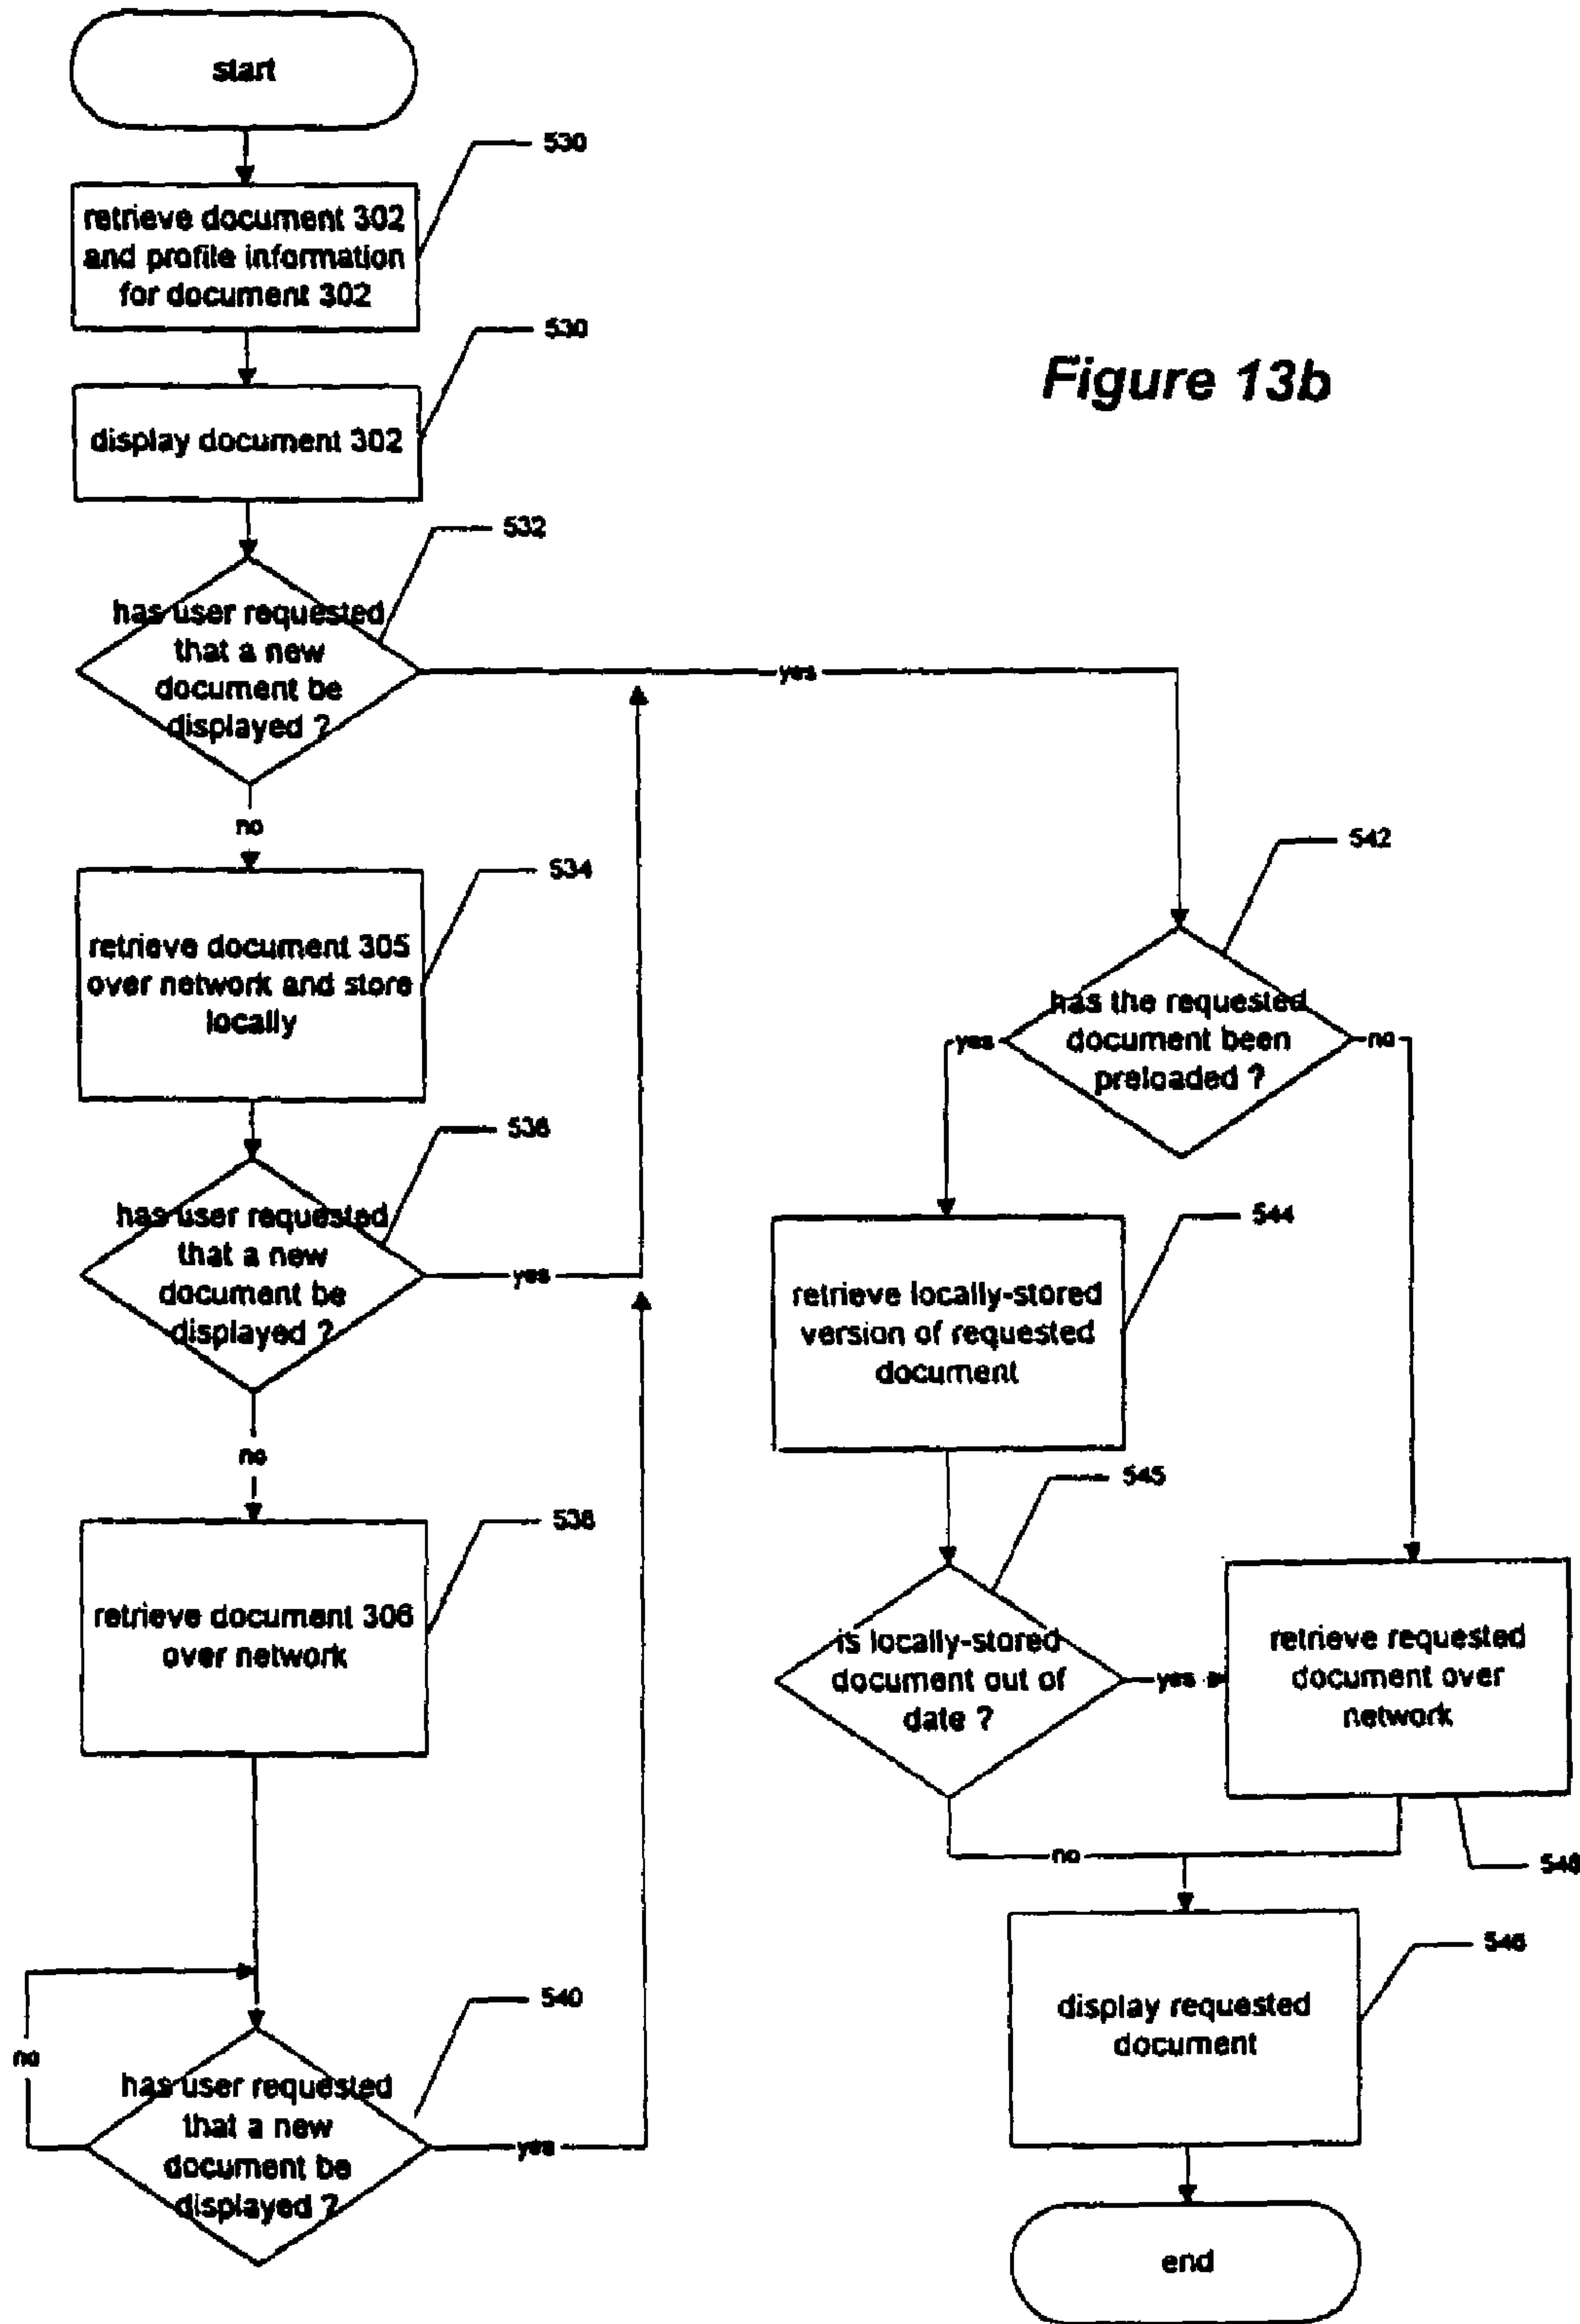 start
530
retrieve document 302
and profile information
for document 302
530
display document 302
Figure 13b
532
has user requested
that a new
document be
displayed ?
yes
no
534
retrieve document 305
over network and store
locally
536
has user requested
that a new
document be
displayed ?
yes
no
538
retrieve document 306
over network
540
no
has user requested
that a new
document be
displayed ?
yes
542
has the requested
document been
preloaded ?
yes
no
544
retrieve locally-stored
version of requested
document
545
is locally-stored
document out of
date ?
yes
retrieve requested
document over
network
no
548
546
display requested
document
end